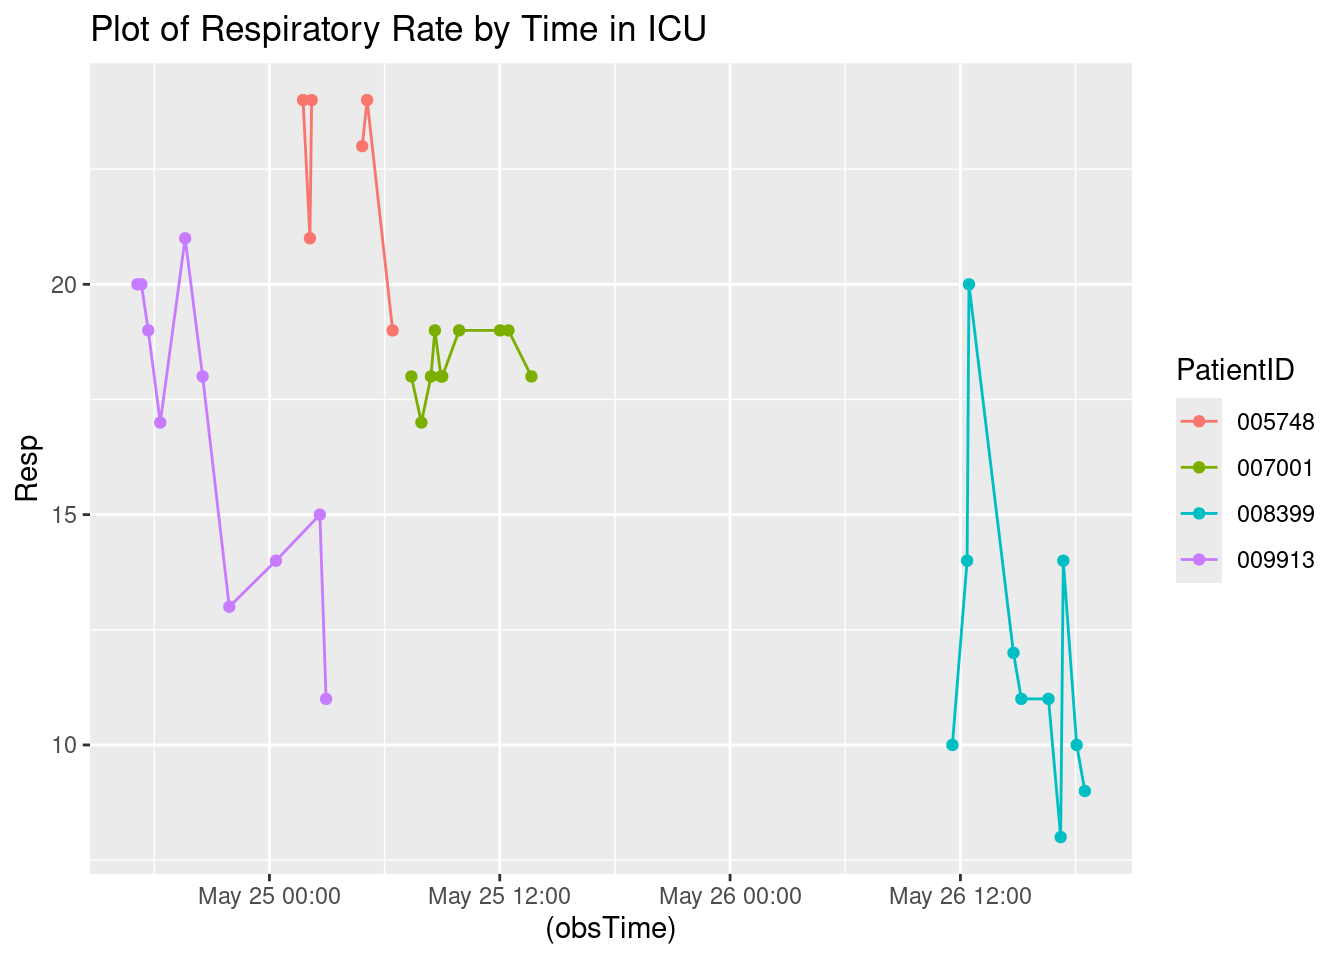 Plot of Respiratory Rate by Time in ICU
Resp
20
15
10
May 25 00:00
May 25 12:00
May 26 00:00
May 26 12:00
(obsTime)
PatientID
005748
007001
008399
009913